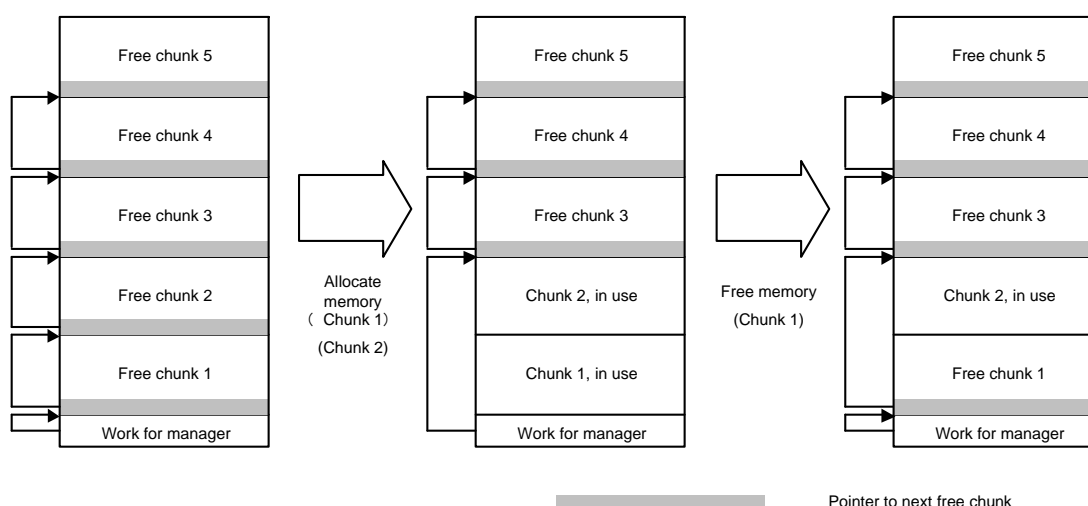 Free chunk 5
Free chunk 4
Free chunk 3
Free chunk 2
Free chunk 1
Work for manager
Allocate
memory
( Chunk 1)
(Chunk 2)
Free chunk 5
Free chunk 4
Free chunk 3
Chunk 2, in use
Chunk 1, in use
Work for manager
Free memory
(Chunk 1)
Free chunk 5
Free chunk 4
Free chunk 3
Chunk 2, in use
Free chunk 1
Work for manager
Pointer to next free chunk